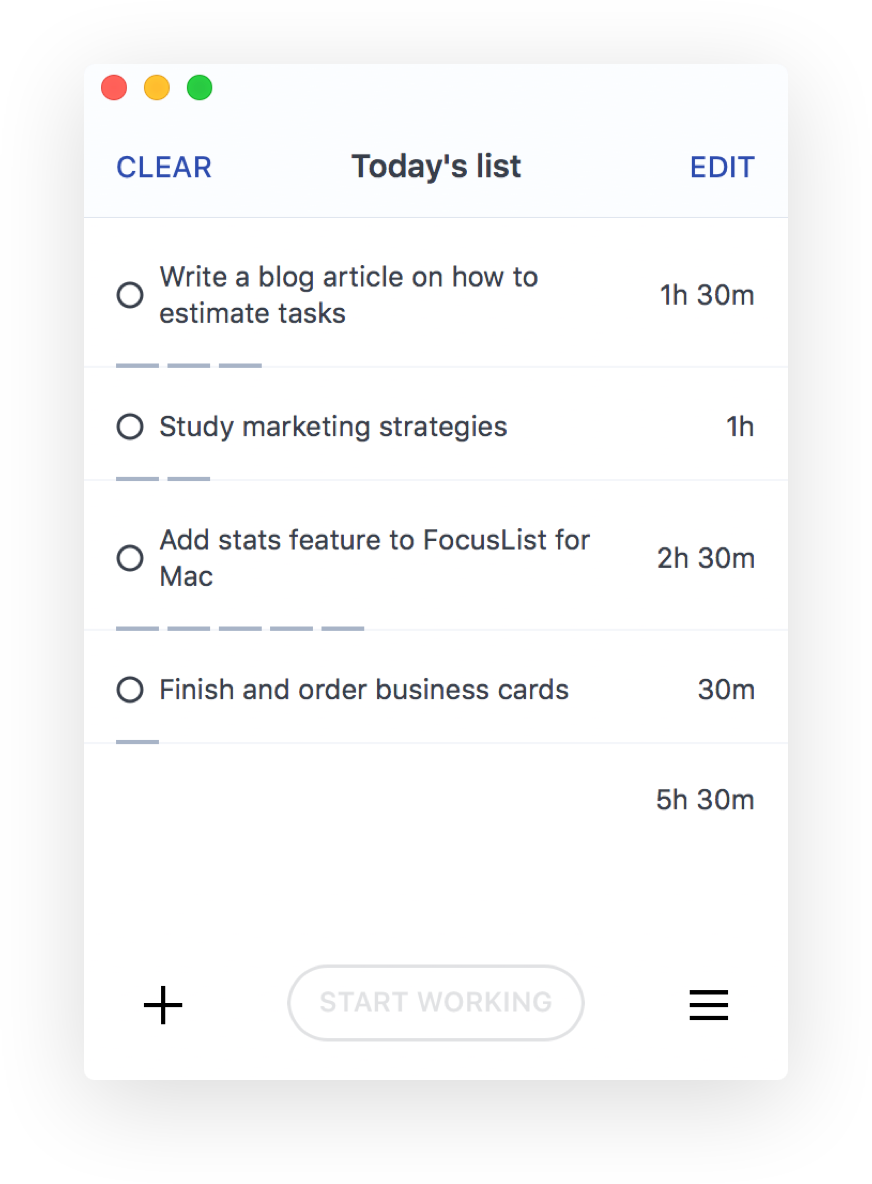 CLEAR Today's list EDIT
Write a blog article on how to
estimate tasks
1h 30m
Study marketing strategies 1h
Add stats feature to FocusList for
Mac
2h 30m
Finish and order business cards 30m
5h 30m
START WORKING